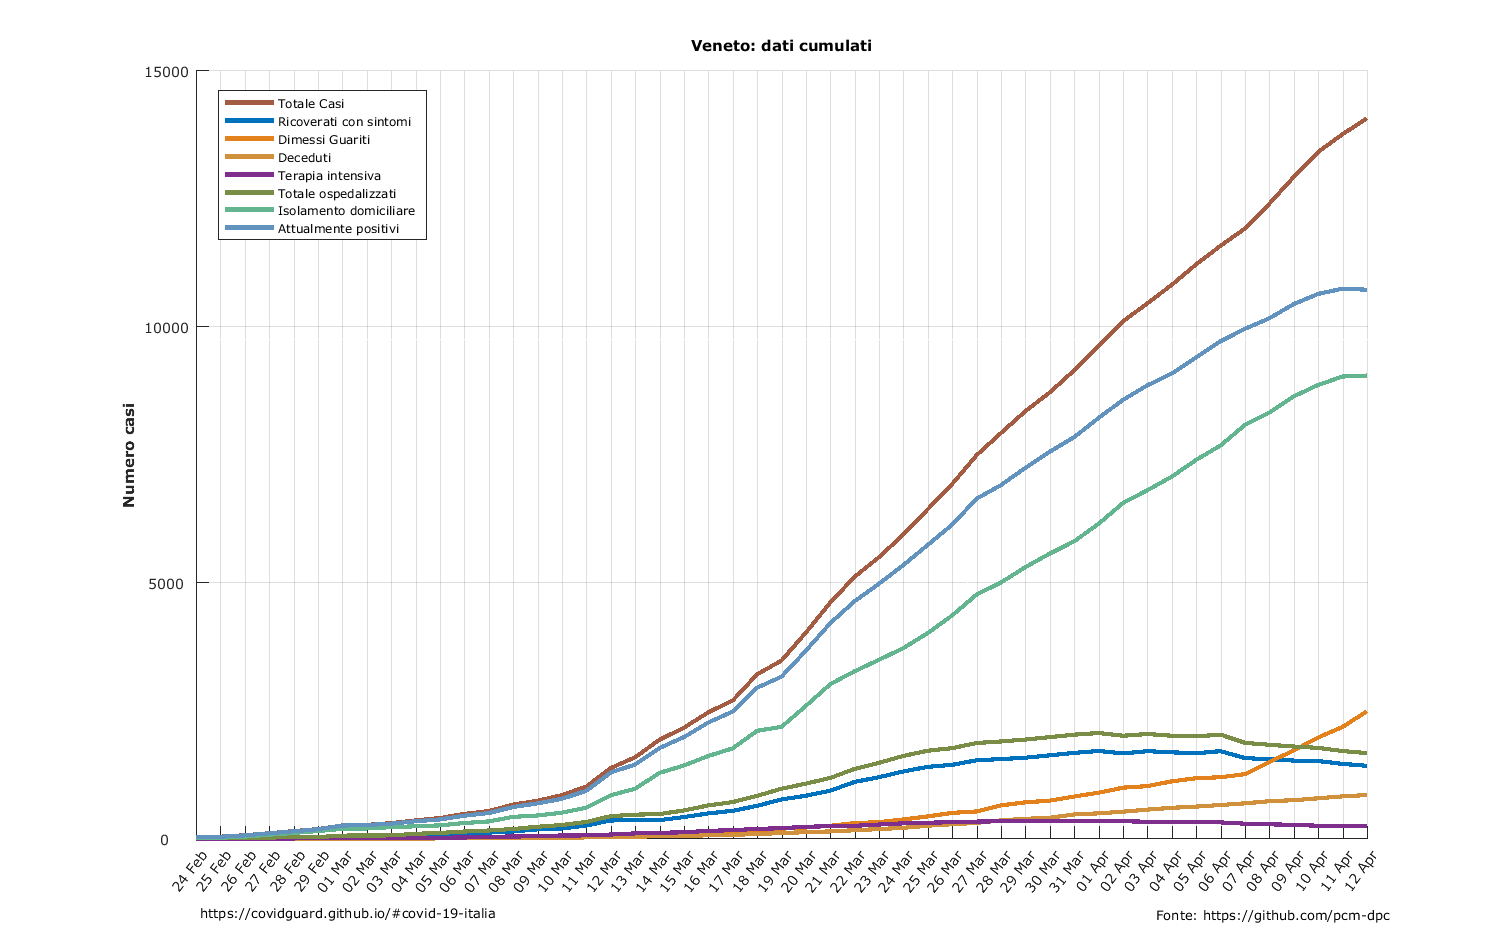 Veneto: dati cumulati
15000
10000
5000
0
Numero casi
Totale Casi
Ricoverati con sintomi
Dimessi Guariti
Deceduti
Terapia intensiva
Totale ospedalizzati
Isolamento domiciliare
Attualmente positivi
24 Feb
25 Feb
26 Feb
27 Feb
28 Feb
29 Feb
01 Mar
02 Mar
03 Mar
04 Mar
05 Mar
06 Mar
07 Mar
08 Mar
09 Mar
10 Mar
11 Mar
12 Mar
13 Mar
14 Mar
15 Mar
16 Mar
17 Mar
18 Mar
19 Mar
20 Mar
21 Mar
22 Mar
23 Mar
24 Mar
25 Mar
26 Mar
27 Mar
28 Mar
29 Mar
30 Mar
31 Mar
01 Apr
02 Apr
03 Apr
04 Apr
05 Apr
06 Apr
07 Apr
08 Apr
09 Apr
10 Apr
11 Apr
12 Apr
https://covidguard.github.io/#covid-19-italia
Fonte: https://github.com/pcm-dpc